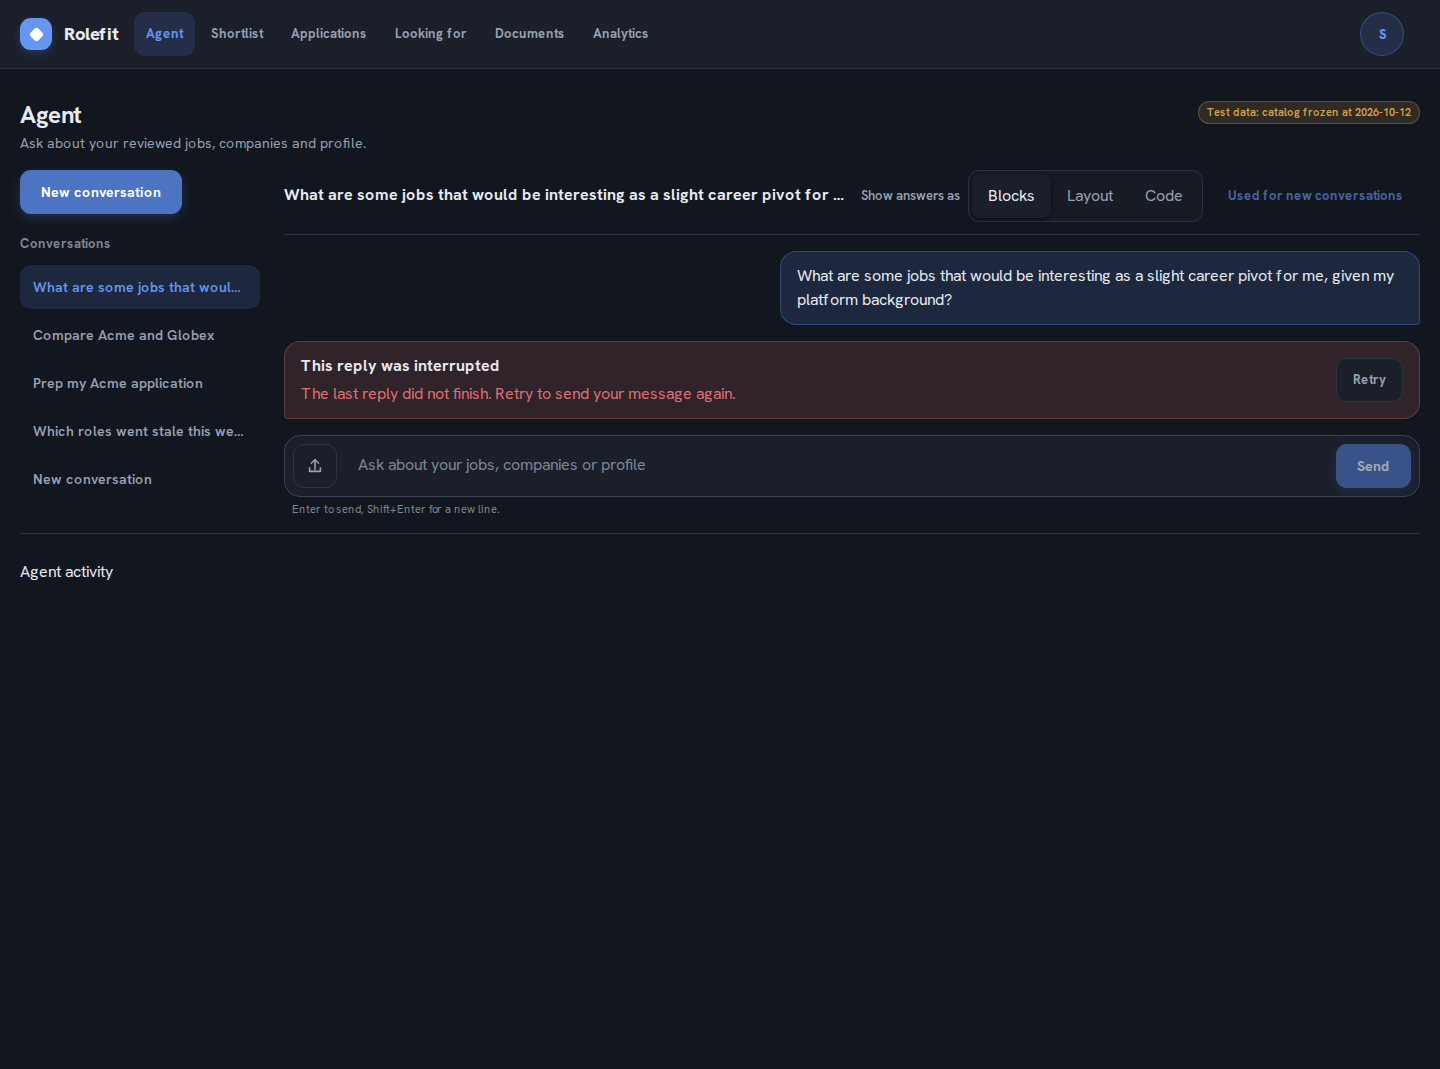 Rolefit
Agent
Shortlist
Applications
Looking for
Documents
Analytics
S
Agent
Test data: catalog frozen at 2026-10-12
Ask about your reviewed jobs, companies and profile.
New conversation
What are some jobs that would be interesting as a slight career pivot for ...
Show answers as
Blocks
Layout
Code
Used for new conversations
Conversations
What are some jobs that woul...
Compare Acme and Globex
Prep my Acme application
Which roles went stale this we...
New conversation
What are some jobs that would be interesting as a slight career pivot for me, given my
platform background?
This reply was interrupted
The last reply did not finish. Retry to send your message again.
Retry
Ask about your jobs, companies or profile
Send
Enter to send, Shift+Enter for a new line.
Agent activity